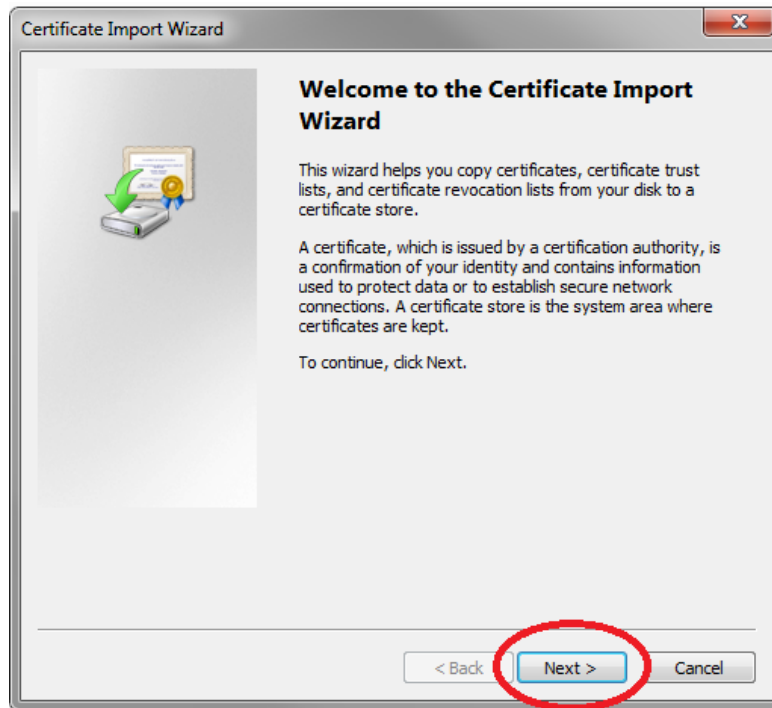 Certificate Import Wizard
Welcome to the Certificate Import
Wizard
This wizard helps you copy certificates, certificate trust
lists, and certificate revocation lists from your disk to a
certificate store.
A certificate, which is issued by a certification authority, is
a confirmation of your identity and contains information
used to protect data or to establish secure network
connections. A certificate store is the system area where
certificates are kept.
To continue, click Next.
< Back Next > Cancel